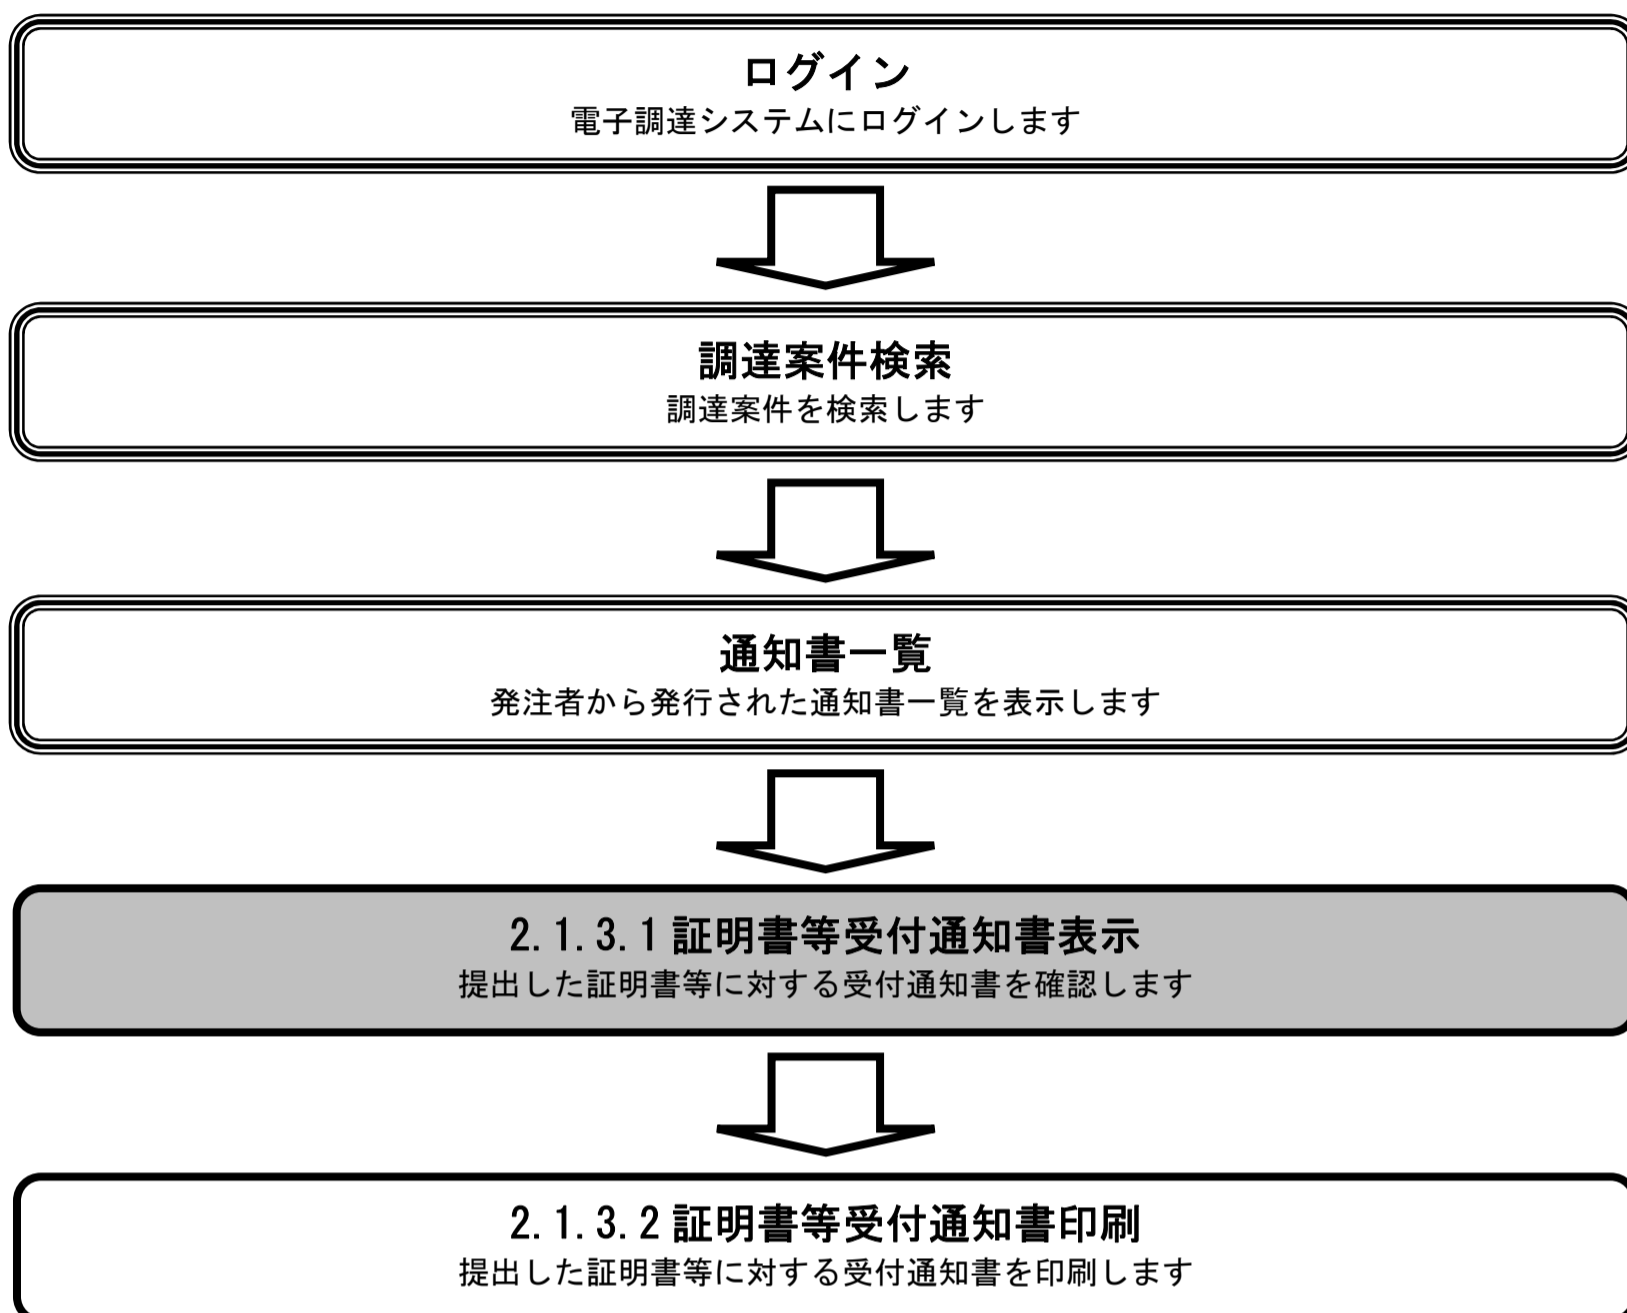 ログイン
電子調達システムにログインします
調達案件検索
調達案件を検索します
通知書一覧
発注者から発行された通知書一覧を表示します
2.1.3.1 証明書等受付通知書表示
提出した証明書等に対する受付通知書を確認します
2.1.3.2 証明書等受付通知書印刷
提出した証明書等に対する受付通知書を印刷します